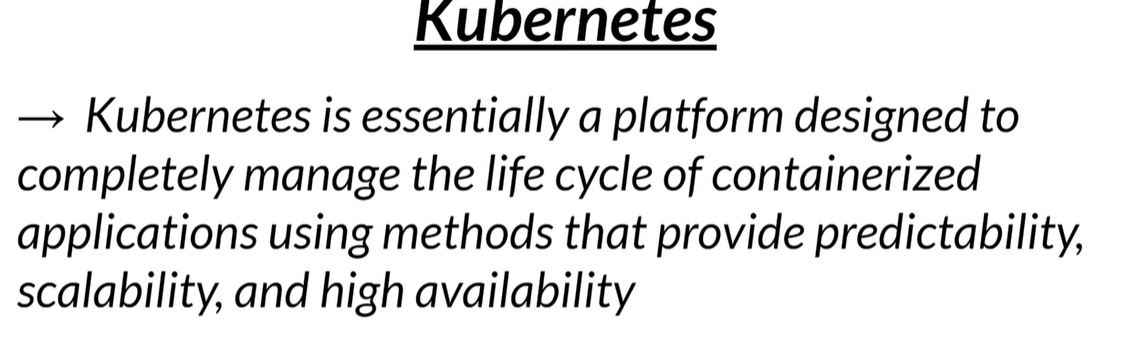 Kubernetes
→ Kubernetes is essentially a platform designed to
completely manage the life cycle of containerized
applications using methods that provide predictability,
scalability, and high availability